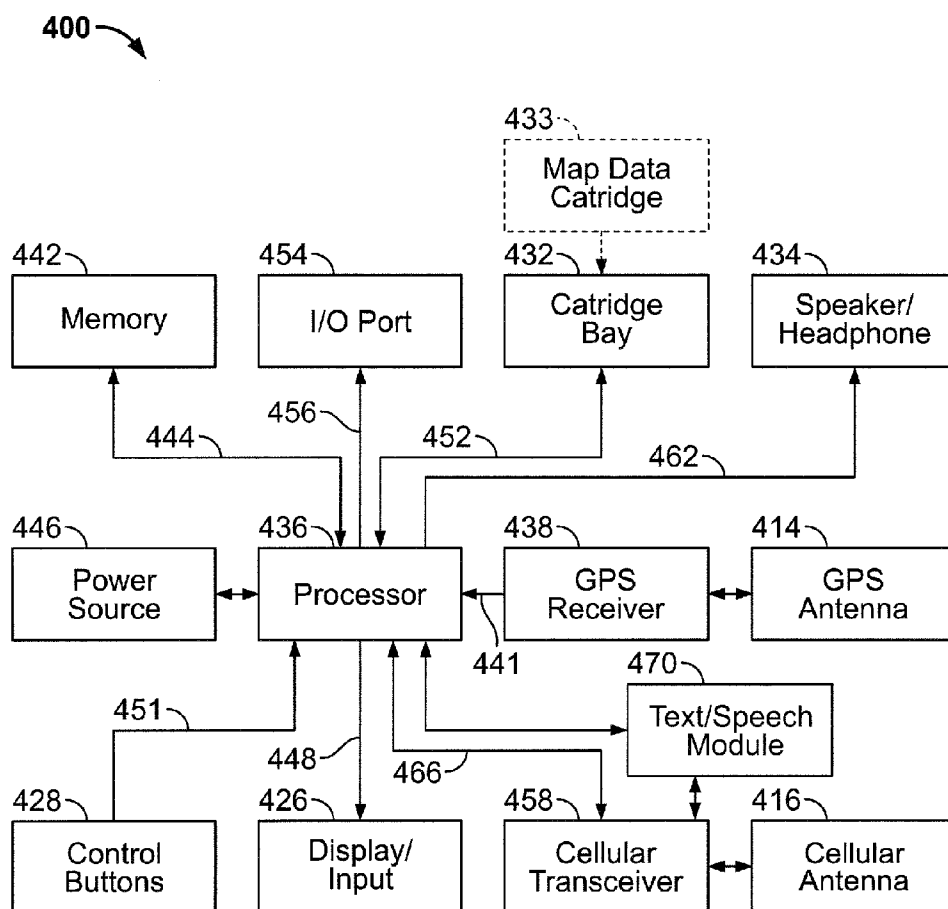 400
433
Map Data
Catridge
442
454
432
434
Memory
I/O Port
Catridge
Bay
Speaker/
Headphone
456
444
452
462
446
436
438
414
Power
Source
Processor
GPS
Receiver
GPS
Antenna
441
470
451
Text/Speech
Module
448
466
428
426
458
416
Control
Buttons
Display/
Input
Cellular
Transceiver
Cellular
Antenna